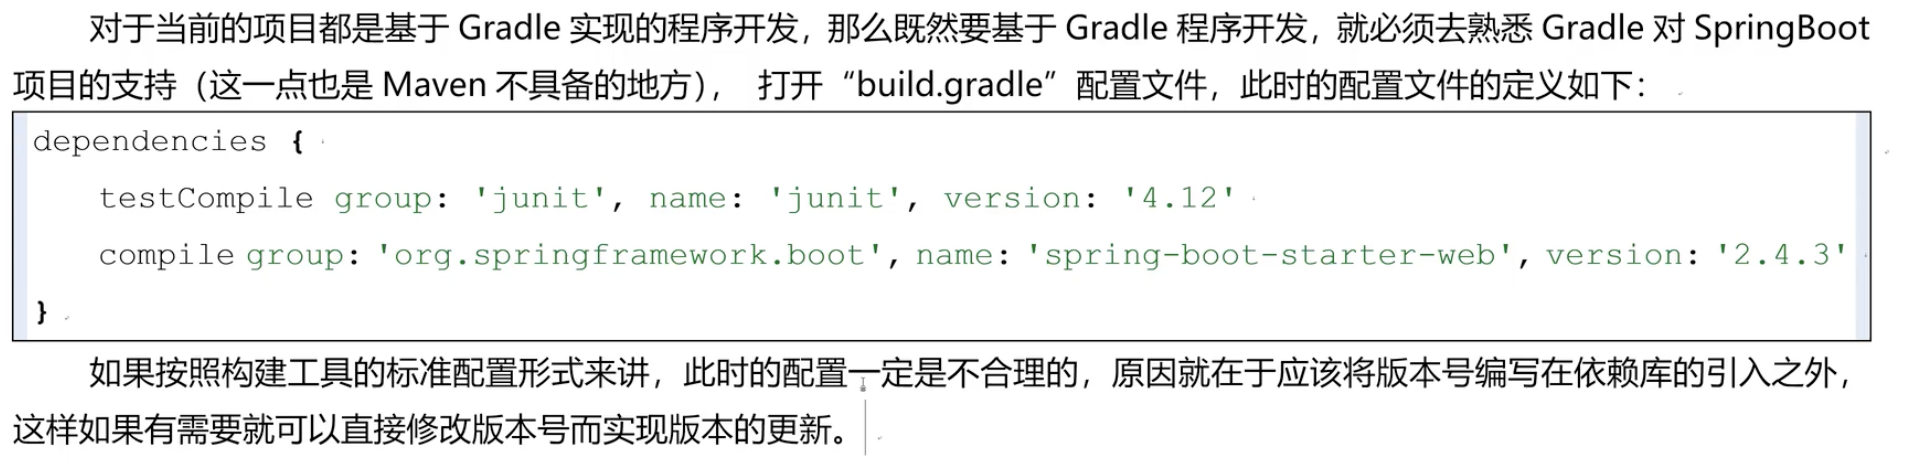 对于当前的项目都是基于 Gradle 实现的程序开发，那么既然要基于 Gradle 程序开发，就必须去熟悉 Gradle 对 SpringBoot
项目的支持（这一点也是 Maven 不具备的地方）， 打开“build.gradle”配置文件，此时的配置文件的定义如下：
dependencies {
testCompile group: 'junit', name: 'junit', version: '4.12'
compile group: 'org.springframework.boot', name: 'spring-boot-starter-web', version: '2.4.3'
}
如果按照构建工具的标准配置形式来讲，此时的配置一定是不合理的，原因就在于应该将版本号编写在依赖库的引入之外，
这样如果有需要就可以直接修改版本号而实现版本的更新。